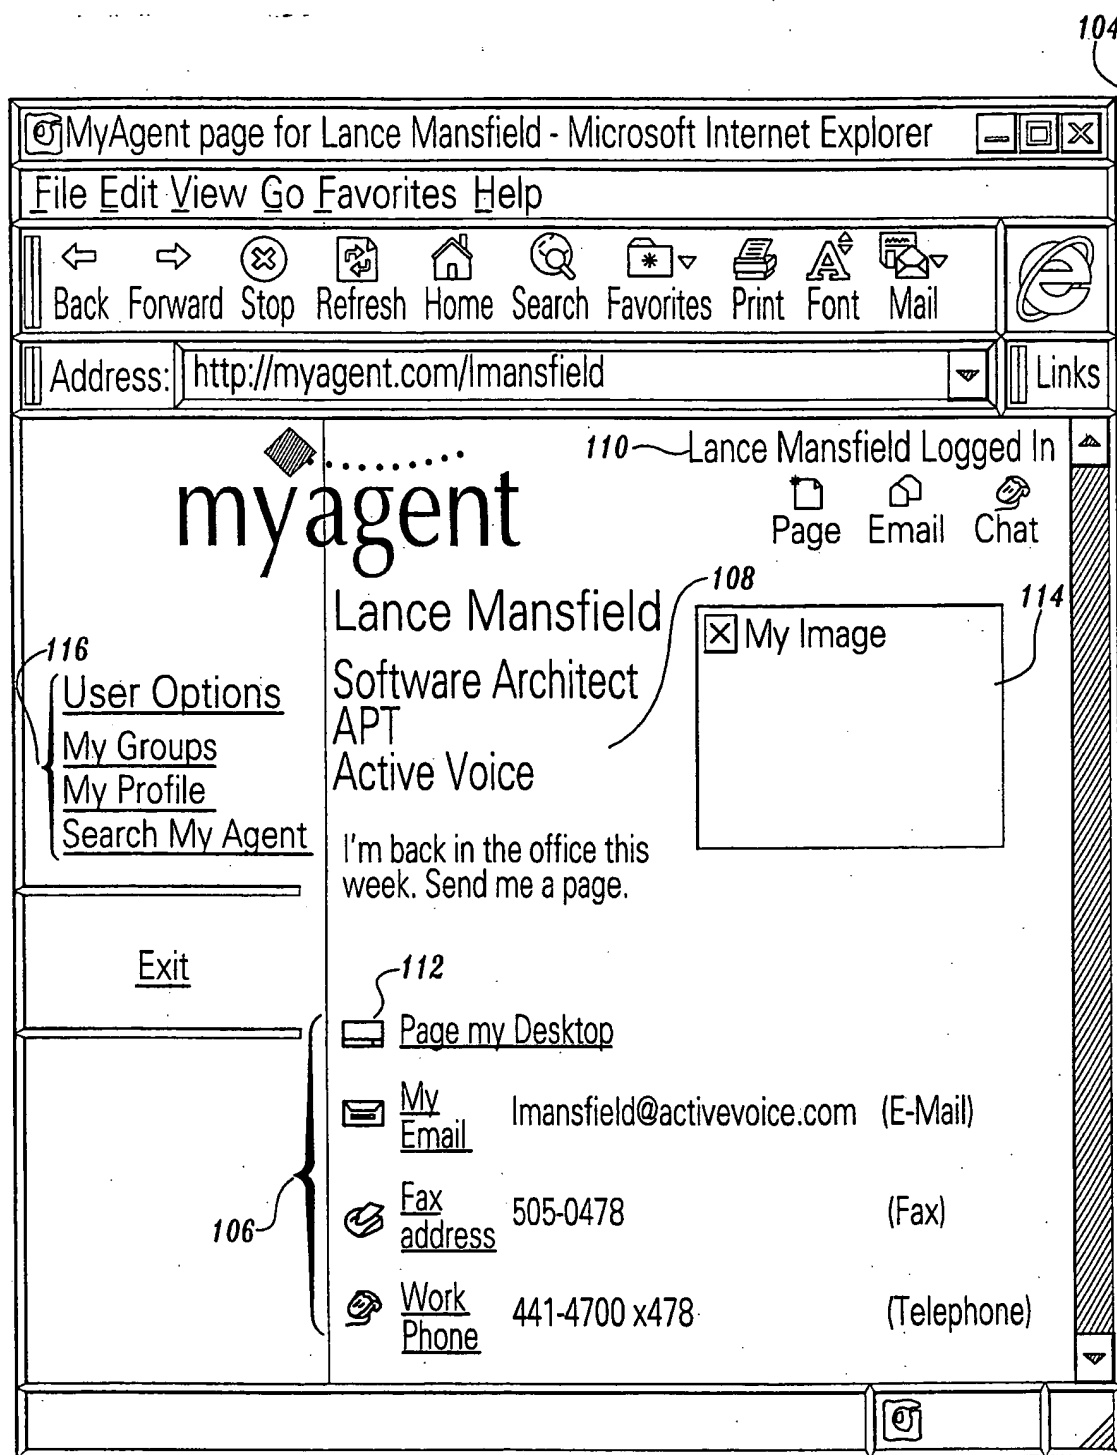 104
MyAgent page for Lance Mansfield - Microsoft Internet Explorer
File Edit View Go Favorites Help
Back Forward Stop Refresh Home Search Favorites Print Font Mail
Address: http://myagent.com/lmansfield Links
110 Lance Mansfield Logged In
myagent
Page Email Chat
108
Lance Mansfield
114
My Image
116
User Options
Software Architect
APT
My Groups
Active Voice
My Profile
Search My Agent
I'm back in the office this
week. Send me a page.
Exit
112
Page my Desktop
My
Email
lmansfield@activevoice.com (E-Mail)
106
Fax
address
505-0478 (Fax)
Work
Phone
441-4700 x478 (Telephone)